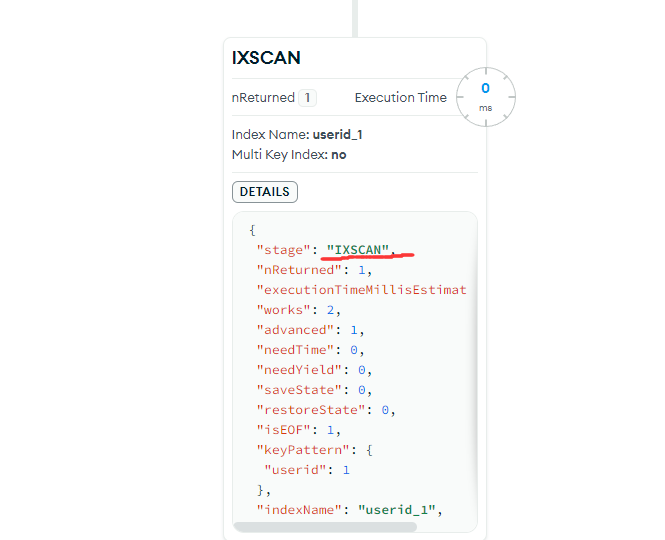 IXSCAN
nReturned 1 Execution Time 0 ms
Index Name: userid_1
Multi Key Index: no
DETAILS
{
"stage": "IXSCAN",
"nReturned": 1,
"executionTimeMillisEstimat
"works": 2,
"advanced": 1,
"needTime": 0,
"needYield": 0,
"saveState": 0,
"restoreState": 0,
"isEOF": 1,
"keyPattern": {
"userid": 1
},
"indexName": "userid_1",